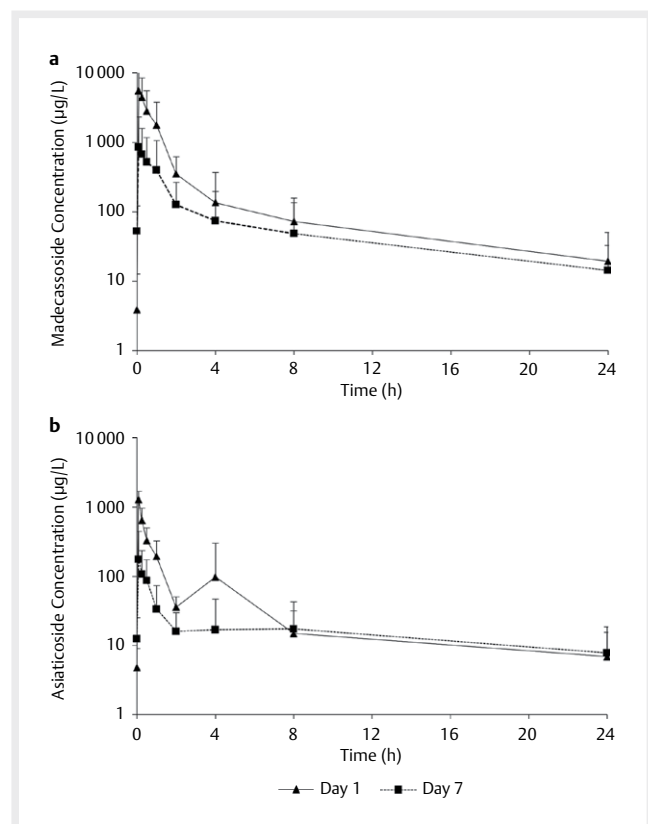 a
Madecassoside Concentration (µg/L)
10 000
1 000
100
10
1
0 4 8 12 16 20 24
Time (h)
b
Asiaticoside Concentration (µg/L)
10 000
1 000
100
10
1
0 4 8 12 16 20 24
Time (h)
Day 1 Day 7